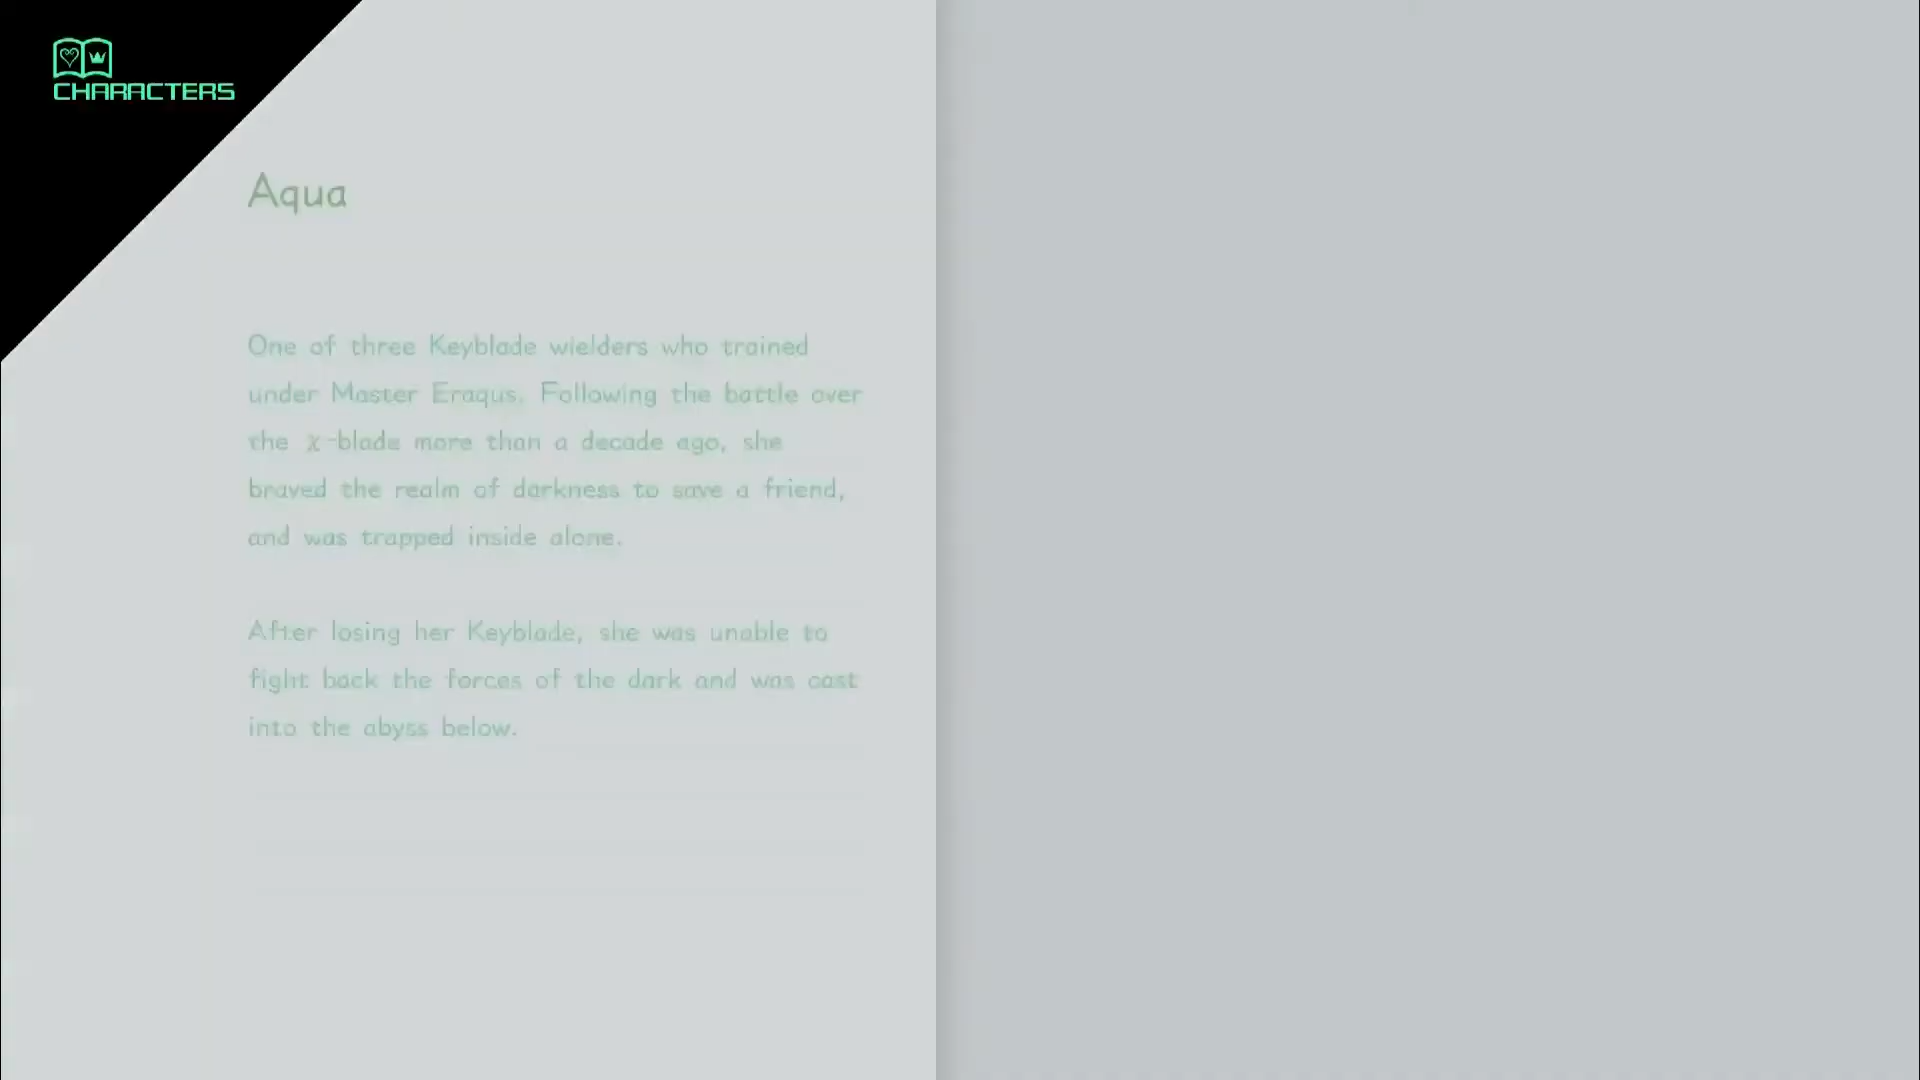 CHARACTERS
Aqua
One of three Keyblade wielders who trained
under Master Eraqus. Following the battle over
the χ-blade more than a decade ago, she
braved the realm of darkness to save a friend,
and was trapped inside alone.
After losing her Keyblade, she was unable to
fight back the forces of the dark and was cast
into the abyss below.